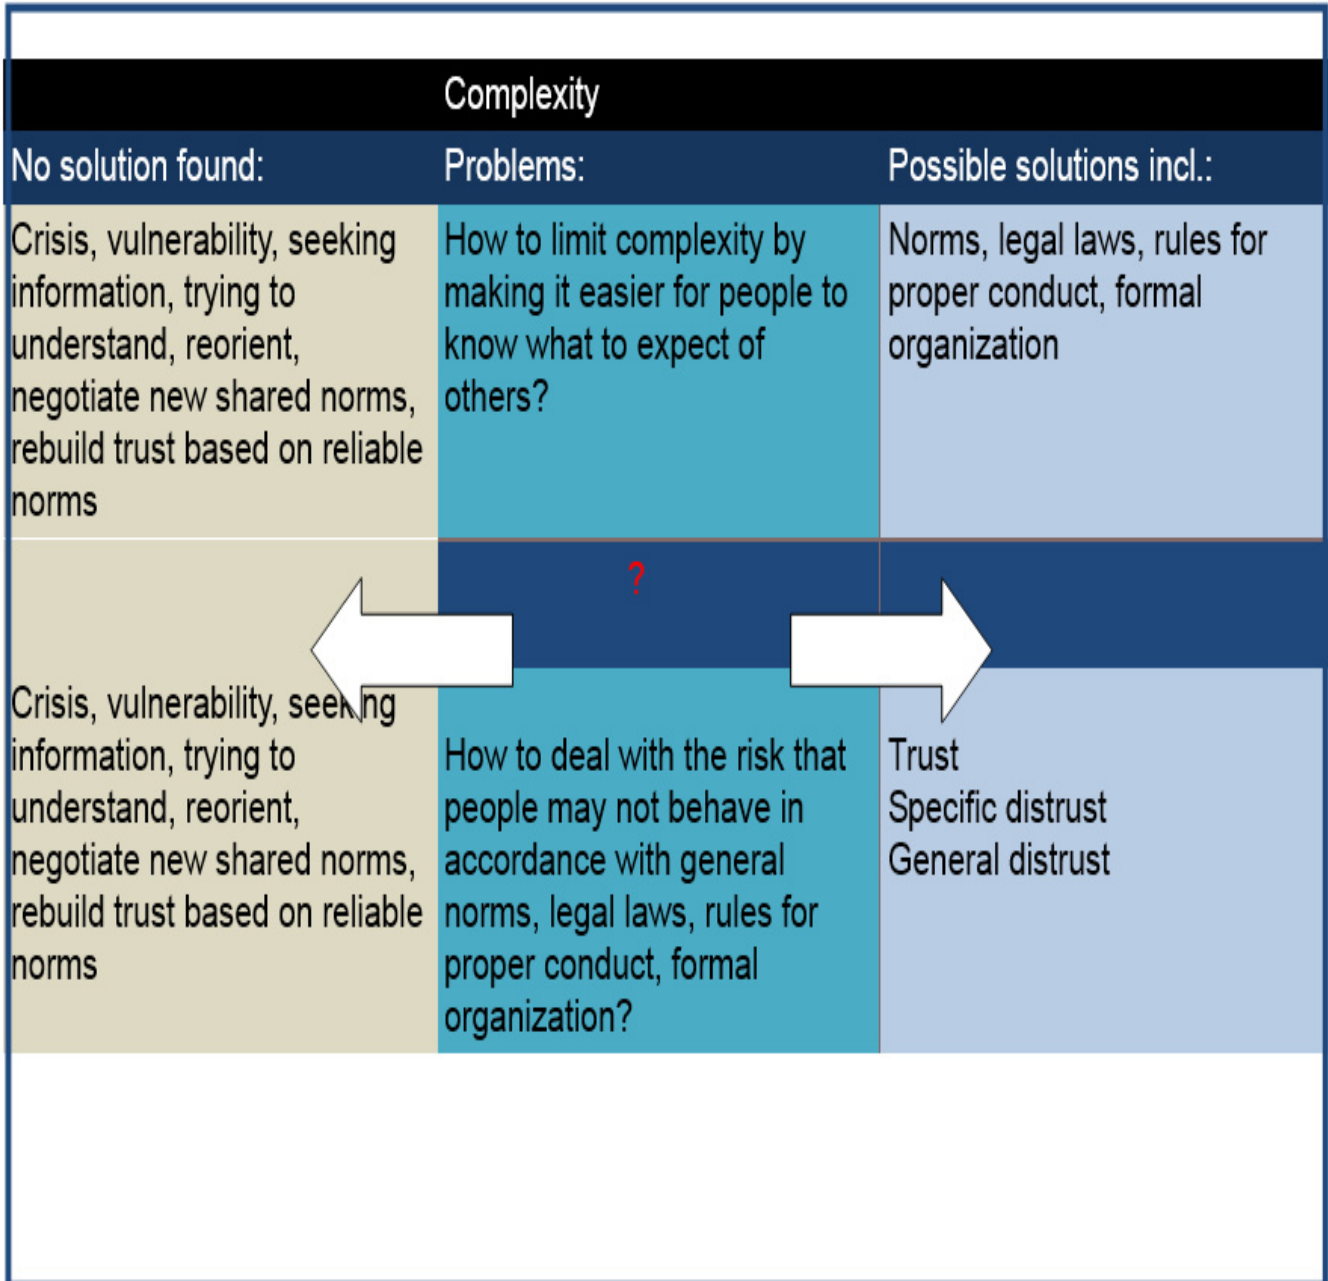 Complexity
No solution found:
Problems:
Possible solutions incl.:
Crisis, vulnerability, seeking
information, trying to
understand, reorient,
negotiate new shared norms,
rebuild trust based on reliable
norms
How to limit complexity by
making it easier for people to
know what to expect of
others?
Norms, legal laws, rules for
proper conduct, formal
organization
?
Crisis, vulnerability, seeking
information, trying to
understand, reorient,
negotiate new shared norms,
rebuild trust based on reliable
norms
How to deal with the risk that
people may not behave in
accordance with general
norms, legal laws, rules for
proper conduct, formal
organization?
Trust
Specific distrust
General distrust